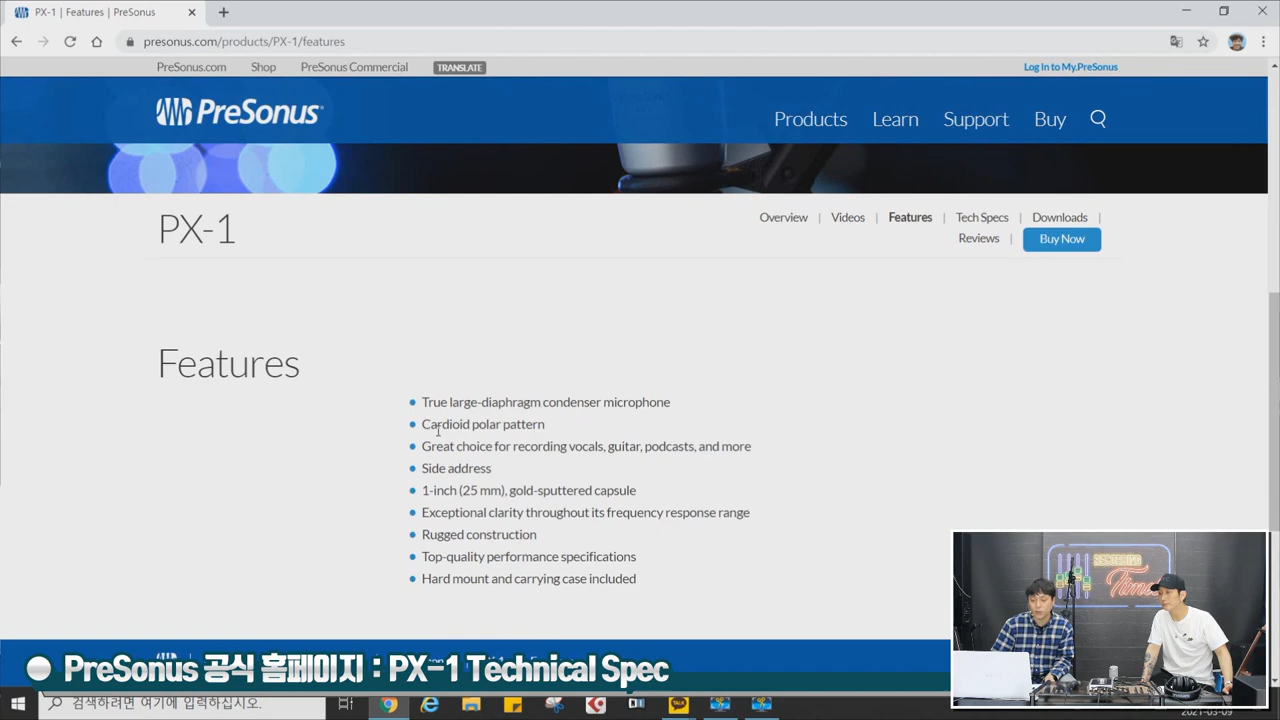 PX-1 | Features | PreSonus
presonus.com/products/PX-1/features
PreSonus.com Shop PreSonus Commercial TRANSLATE Log In to My.PreSonus
PreSonus
Products Learn Support Buy
PX-1
Overview | Videos | Features | Tech Specs | Downloads |
Reviews | Buy Now
Features
True large-diaphragm condenser microphone
Cardioid polar pattern
Great choice for recording vocals, guitar, podcasts, and more
Side address
1-inch (25 mm), gold-sputtered capsule
Exceptional clarity throughout its frequency response range
Rugged construction
Top-quality performance specifications
Hard mount and carrying case included
Time
PreSonus 공식 홈페이지 : PX-1 Technical Spec
검색하려면 여기에 입력하십시오.
TALK
2021-03-09